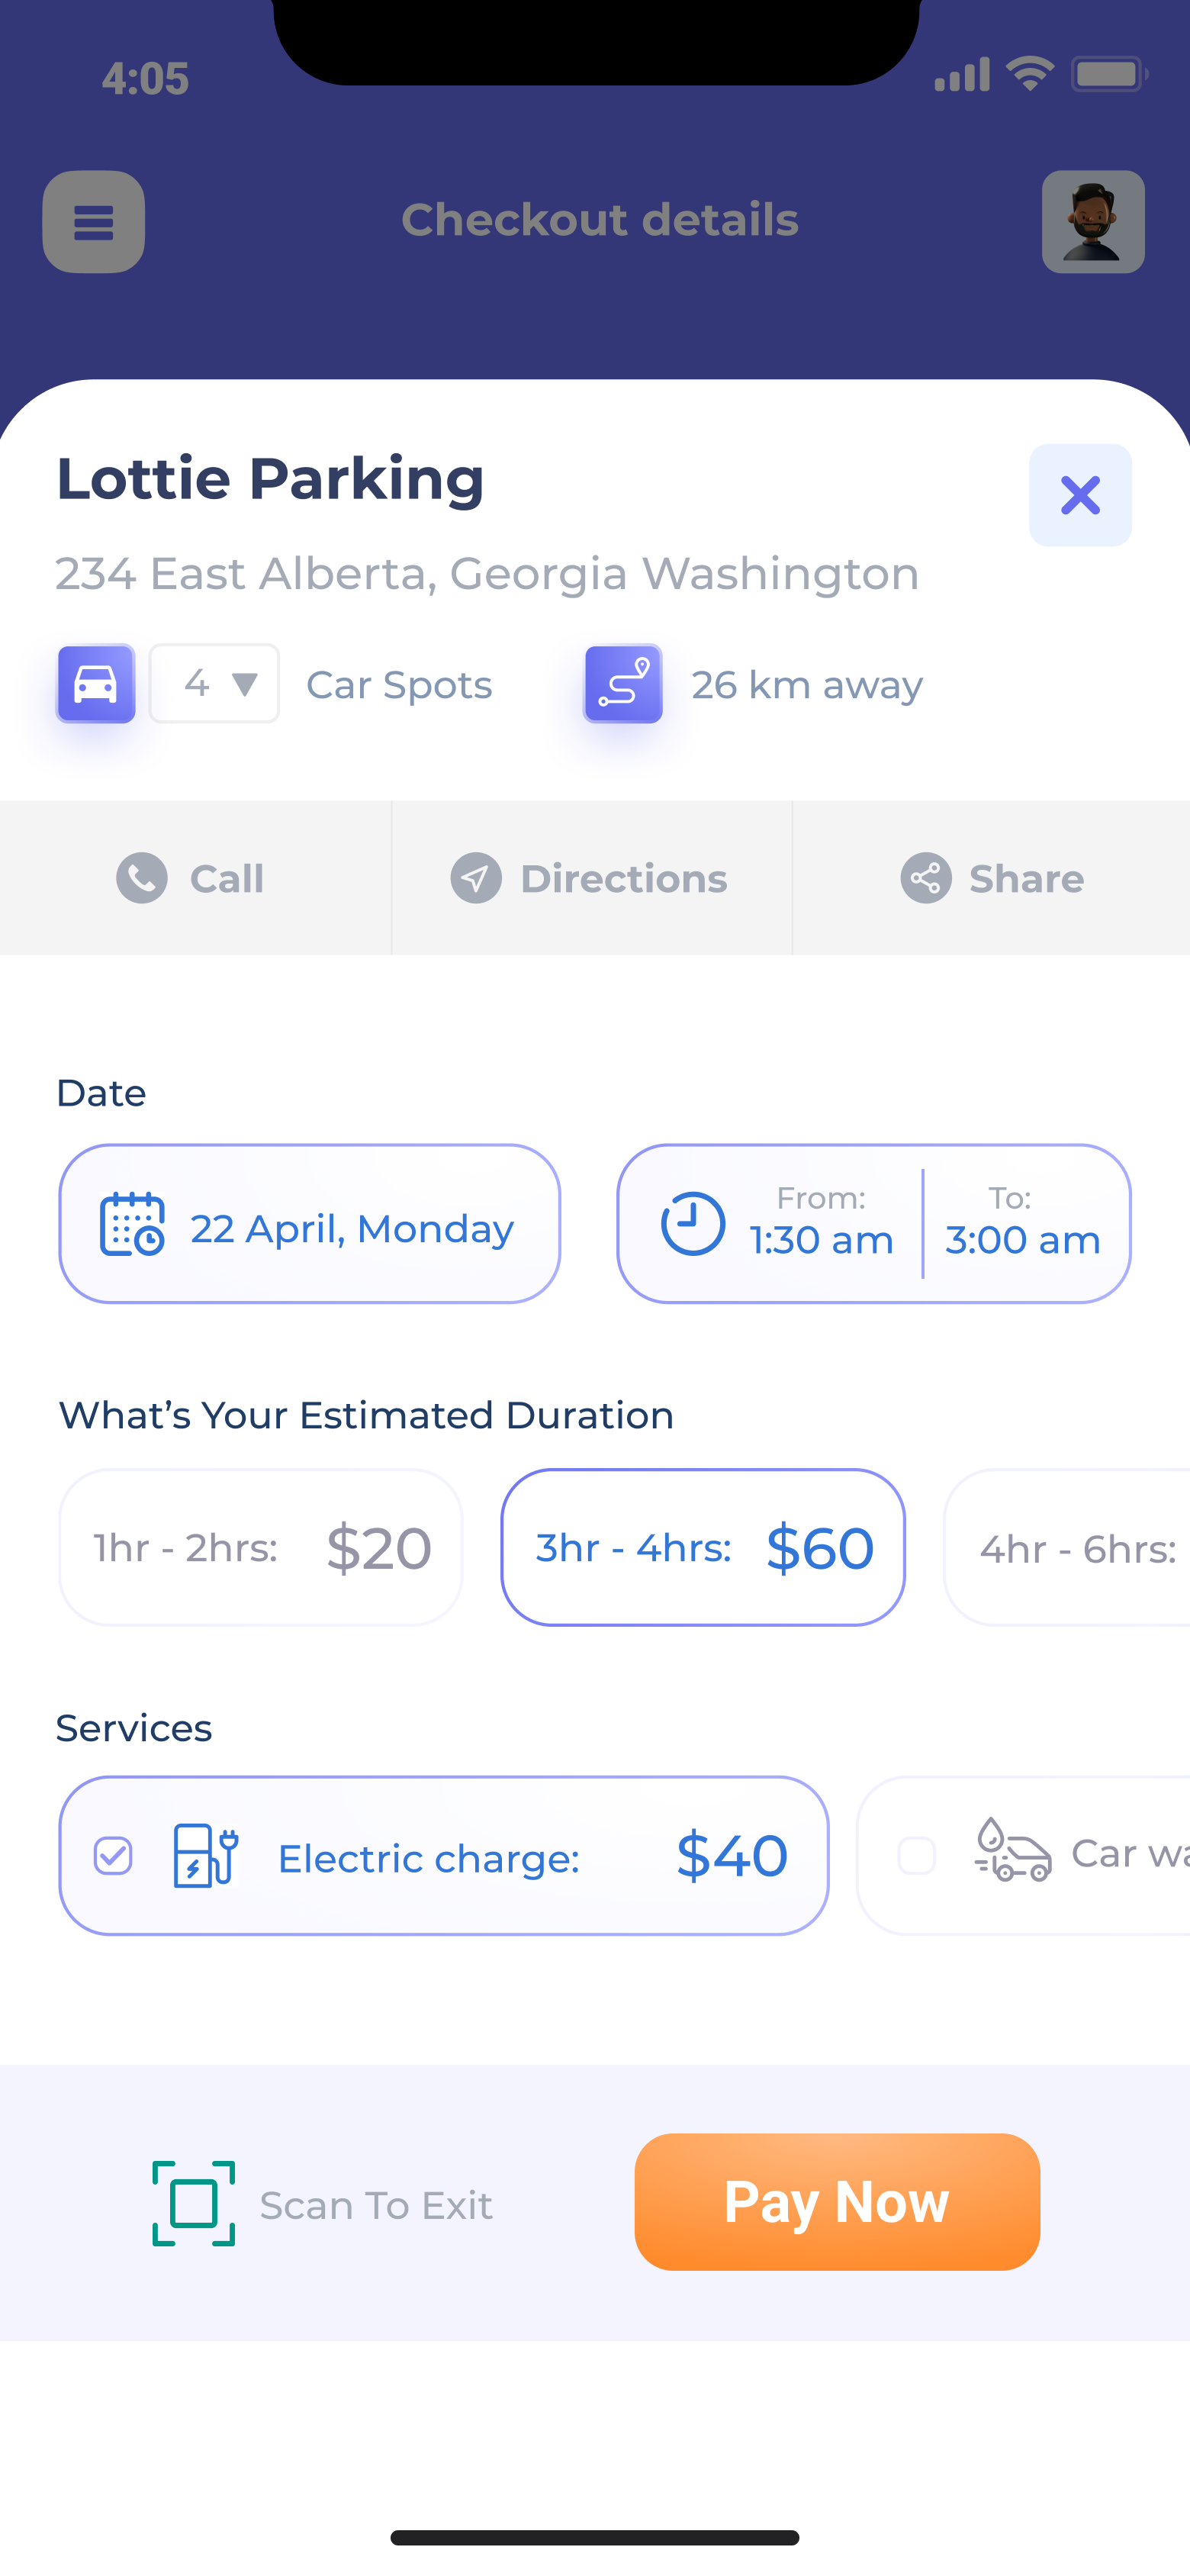 4:05
Checkout details
Lottie Parking
234 East Alberta, Georgia Washington
4 ▼ Car Spots 26 km away
Call Directions Share
Date
22 April, Monday
From: To:
1:30 am 3:00 am
What’s Your Estimated Duration
1hr - 2hrs: $20 3hr - 4hrs: $60 4hr - 6hrs:
Services
Electric charge: $40 Car
Scan To Exit Pay Now